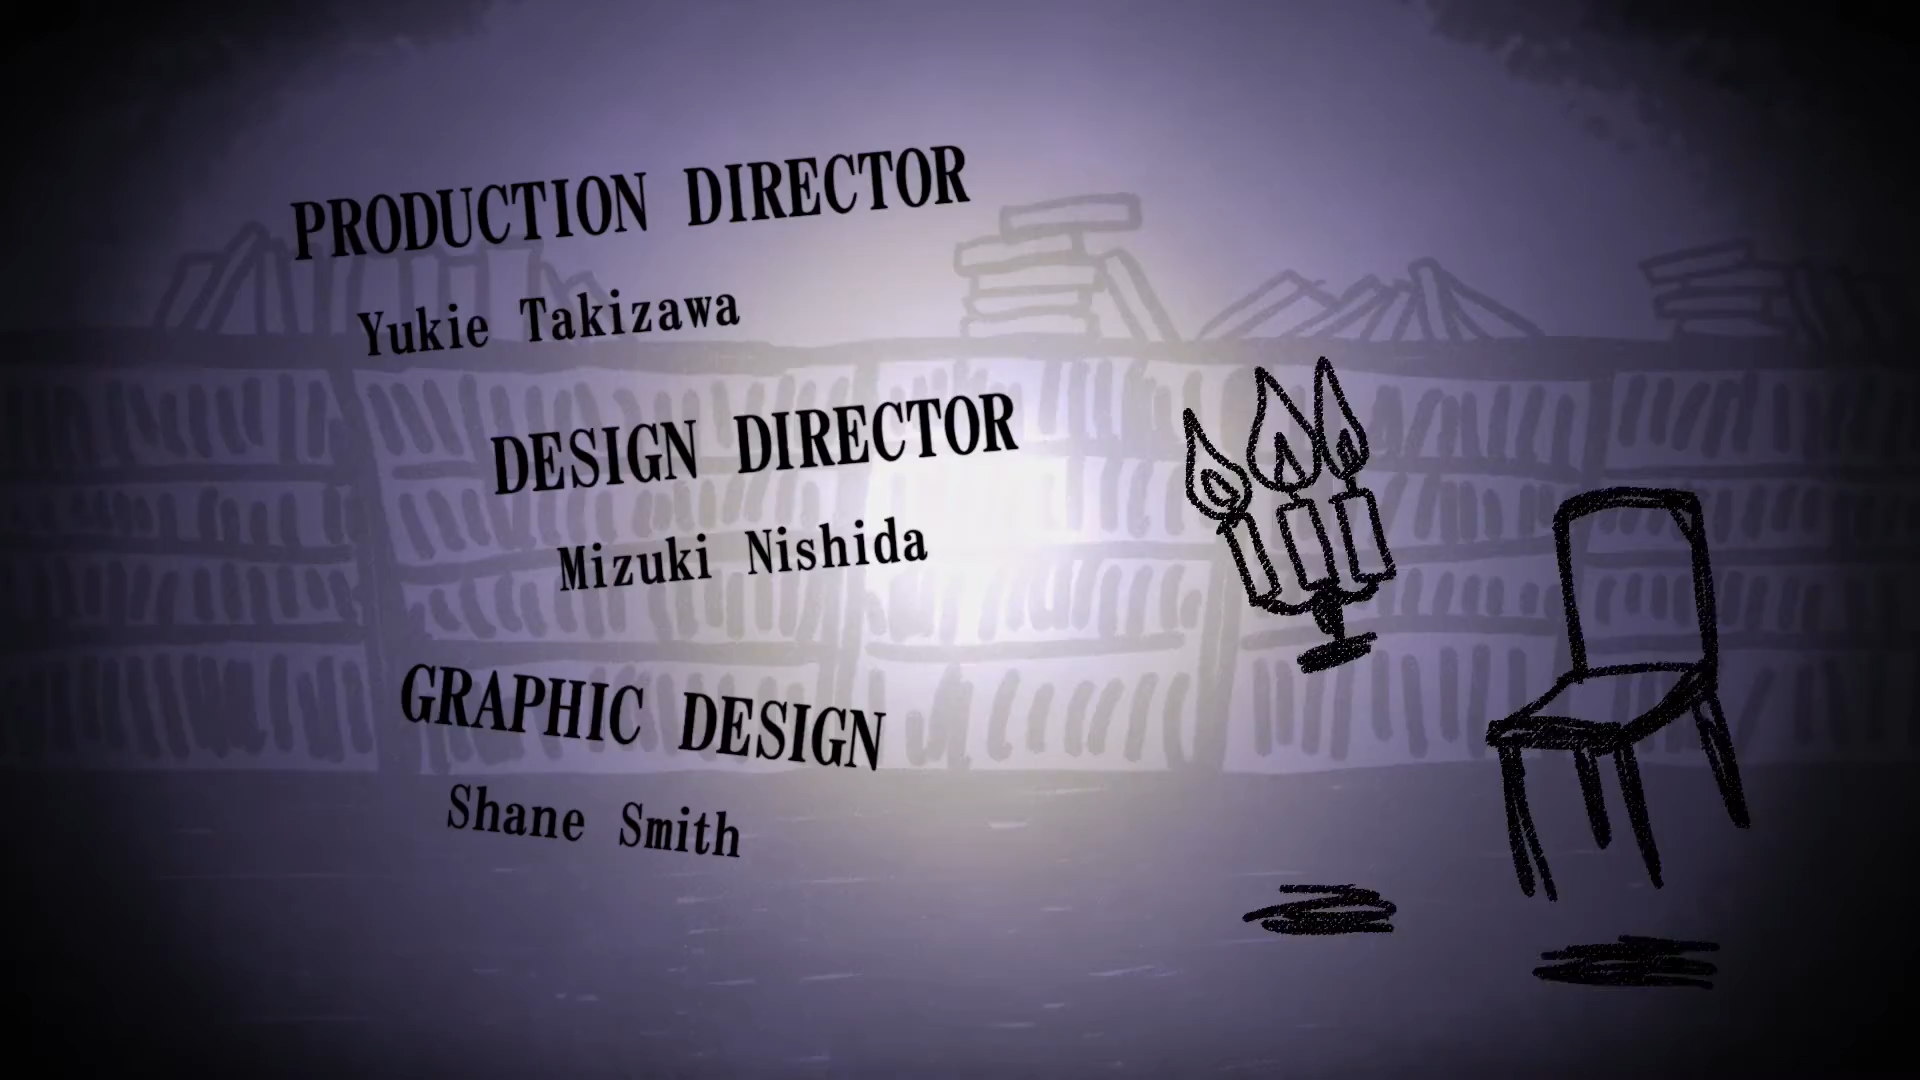 PRODUCTION DIRECTOR
Yukie Takizawa
DESIGN DIRECTOR
Mizuki Nishida
GRAPHIC DESIGN
Shane Smith